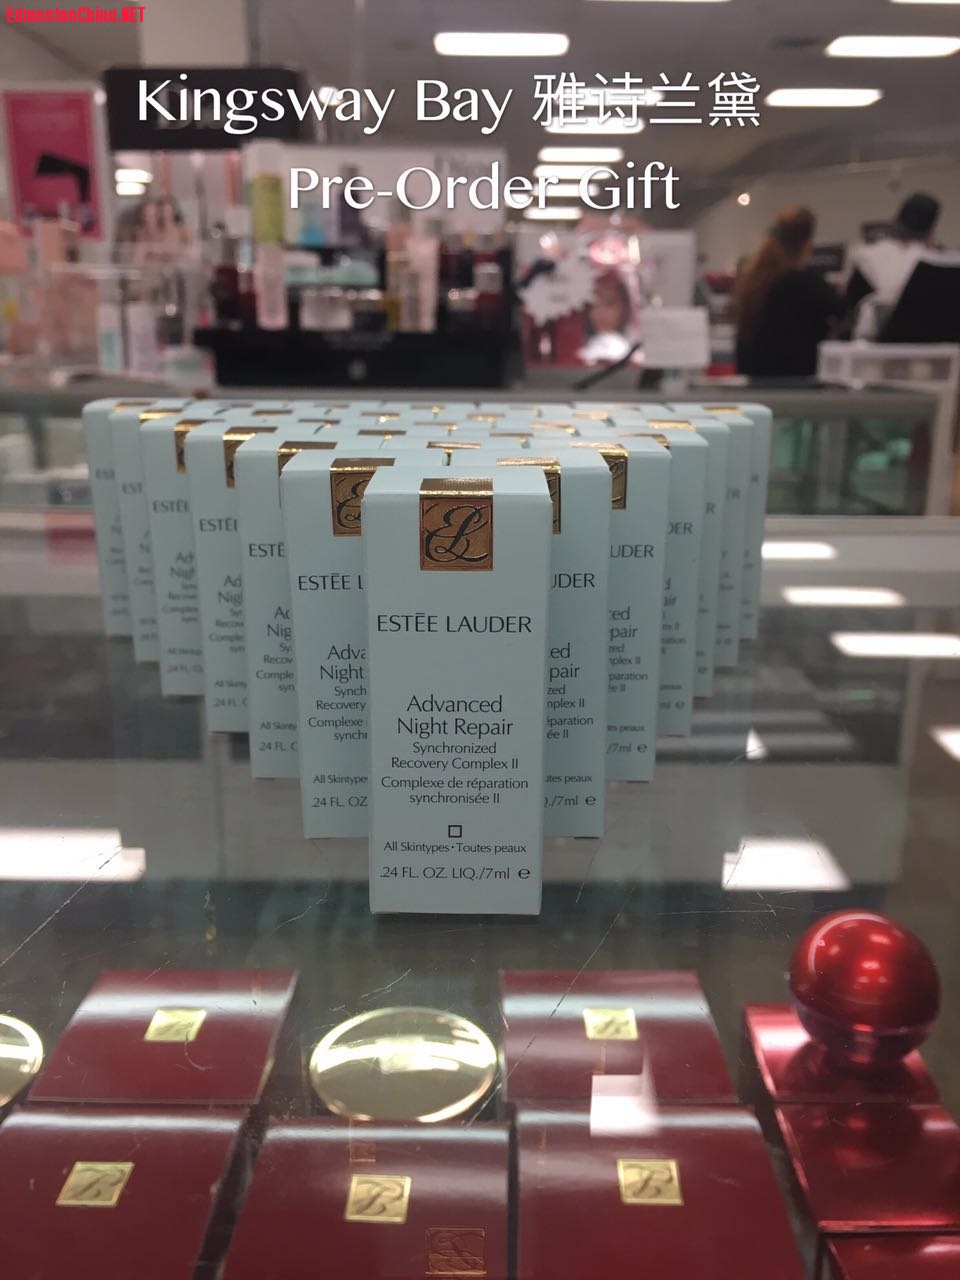 EdmontonChina.NET
Kingsway Bay 雅诗兰黛
Pre-Order Gift
ESTĒE LAUDER
Advanced
Night Repair
Synchronized
Recovery Complex II
Complexe de réparation
synchronisée II
All Skintypes • Toutes peaux
.24 FL. OZ. LIQ./7ml e